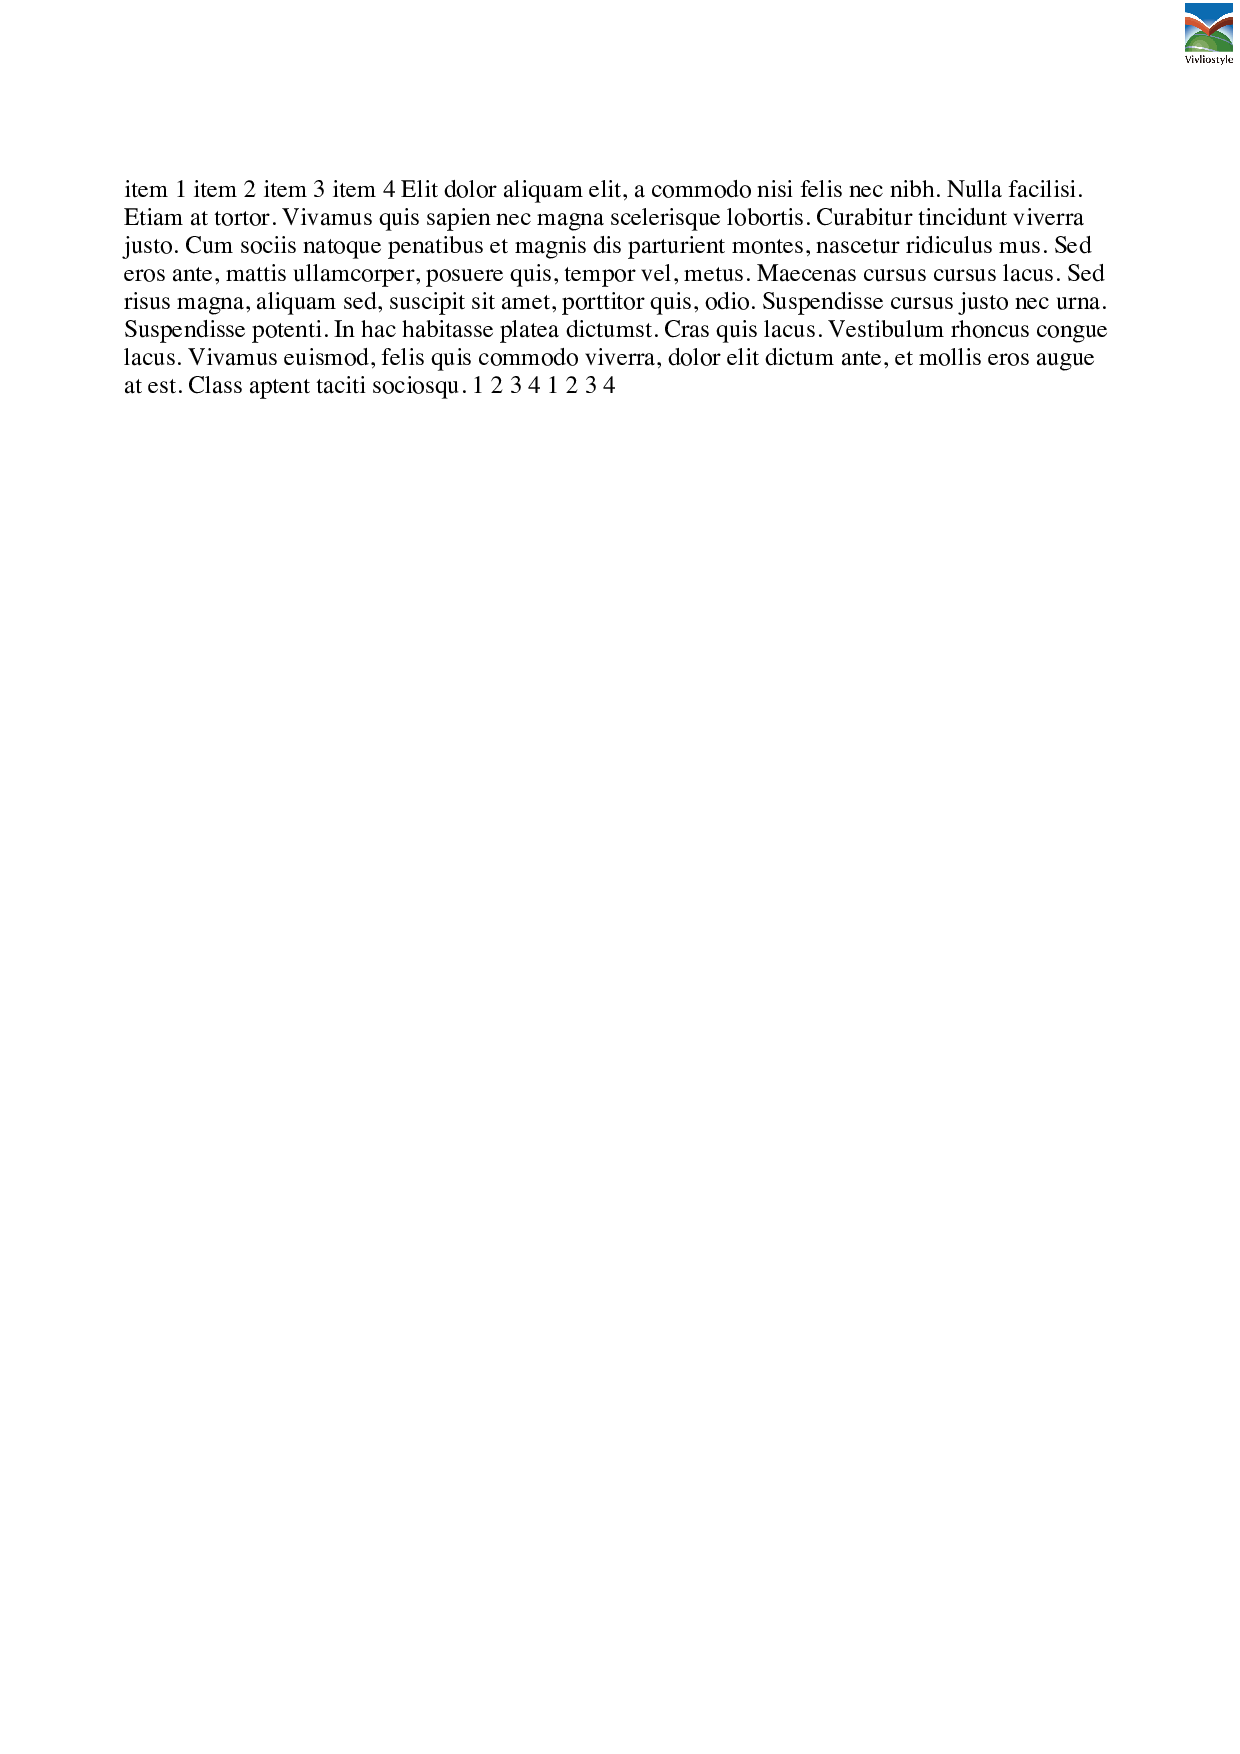 Vivliostyle
item 1 item 2 item 3 item 4 Elit dolor aliquam elit, a commodo nisi felis nec nibh. Nulla facilisi.
Etiam at tortor. Vivamus quis sapien nec magna scelerisque lobortis. Curabitur tincidunt viverra
justo. Cum sociis natoque penatibus et magnis dis parturient montes, nascetur ridiculus mus. Sed
eros ante, mattis ullamcorper, posuere quis, tempor vel, metus. Maecenas cursus cursus lacus. Sed
risus magna, aliquam sed, suscipit sit amet, porttitor quis, odio. Suspendisse cursus justo nec urna.
Suspendisse potenti. In hac habitasse platea dictumst. Cras quis lacus. Vestibulum rhoncus congue
lacus. Vivamus euismod, felis quis commodo viverra, dolor elit dictum ante, et mollis eros augue
at est. Class aptent taciti sociosqu. 1 2 3 4 1 2 3 4